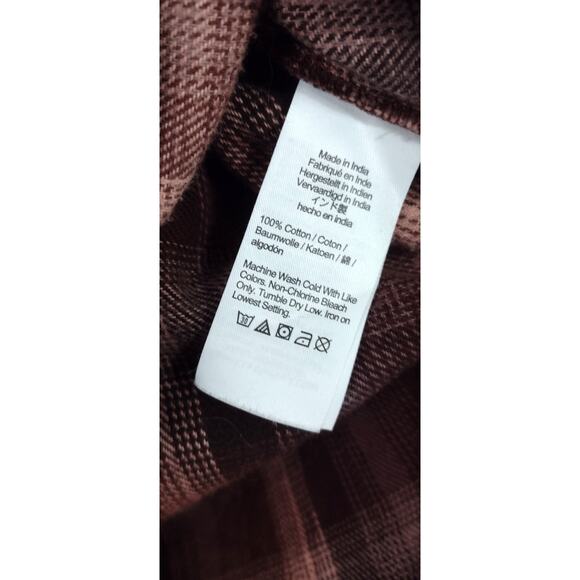 Made in India
Fabriqué en Inde
Hergestellt in Indien
Vervaardigd in India
インド製
hecho en india
100% Cotton / Coton /
Baumwolle / Katoen / 綿 /
algodón
Machine Wash Cold With Like
Colors. Non-Chlorine Bleach
Only. Tumble Dry Low. Iron on
Lowest Setting.